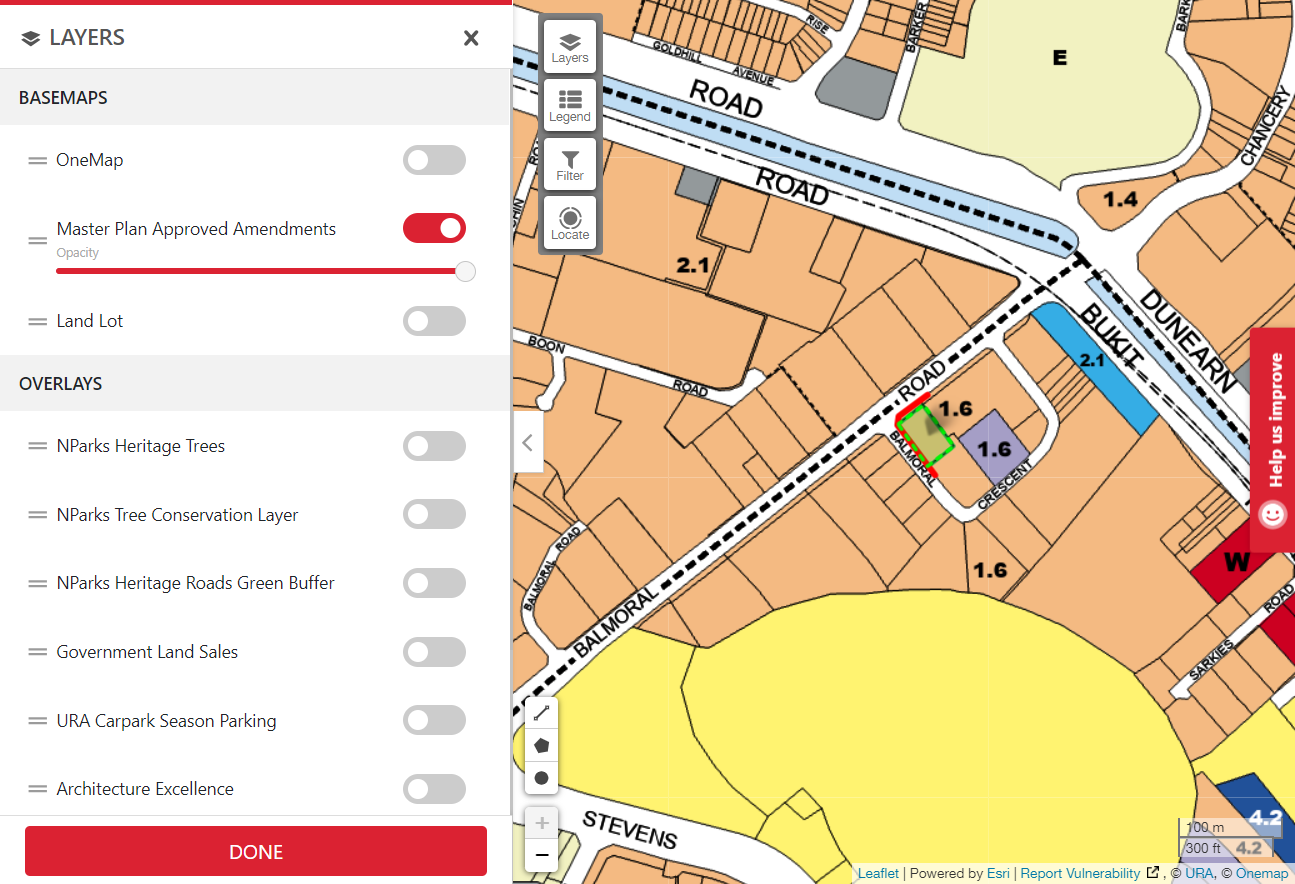 LAYERS
BASEMAPS
OneMap
Master Plan Approved Amendments
Opacity
Land Lot
OVERLAYS
NParks Heritage Trees
NParks Tree Conservation Layer
NParks Heritage Roads Green Buffer
Government Land Sales
URA Carpark Season Parking
Architecture Excellence
DONE
Layers
Legend
Filter
Locate
RISE
GOLDHILL
AVENUE
BARKER
BARK
E
ROAD
CHANCERY
ROAD
1.4
2.1
DUNEARN
BUKIT
2.1
BOON
ROAD
ROAD
1.6
BALMORAL
1.6
CRESCENT
Help us improve
ROAD
BALMORAL
BALMORAL
1.6
W
ROAD
SARKIES
STEVENS
4.2
100 m
300 ft
4.2
Leaflet | Powered by Esri | Report Vulnerability , © URA, © Onemap